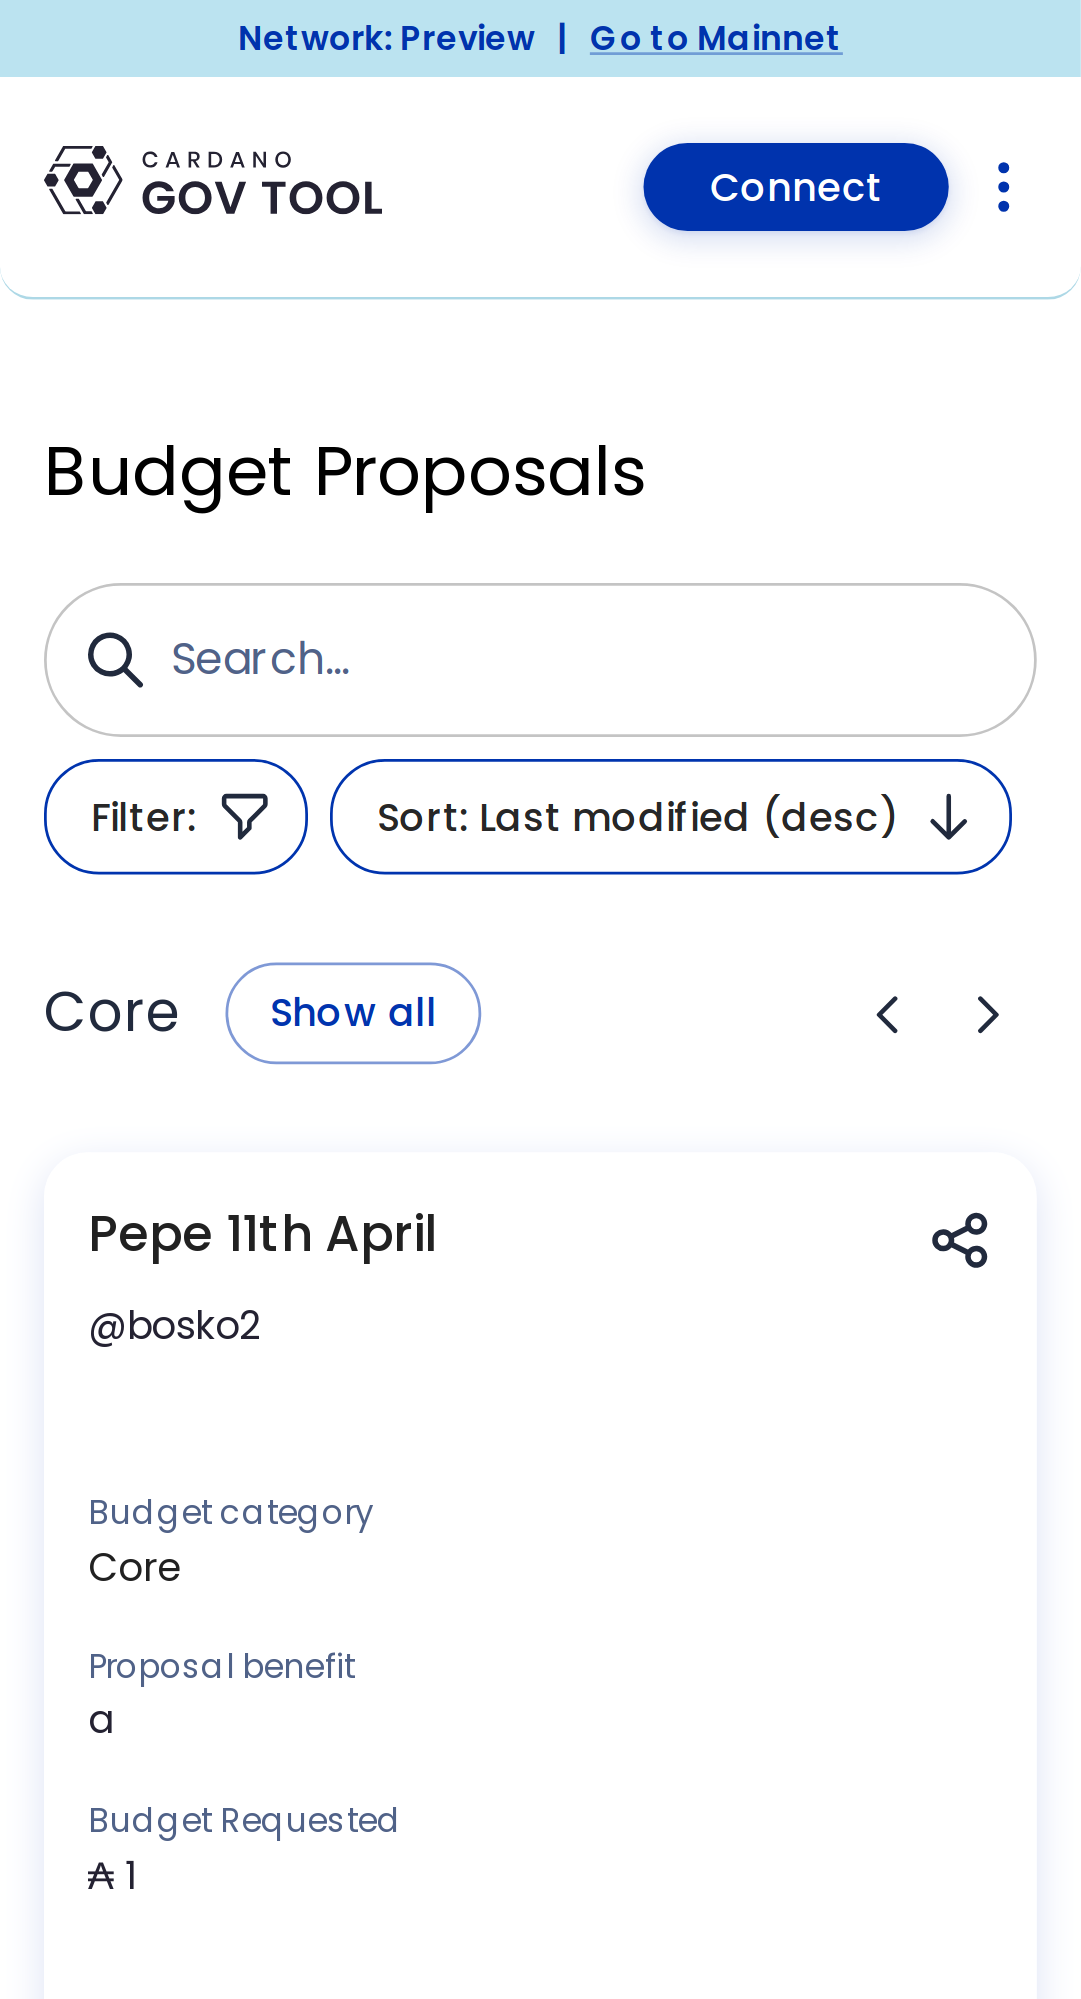 Network: Preview | Go to Mainnet
CARDANO
GOV TOOL
Connect
Budget Proposals
Search...
Filter:
Sort: Last modified (desc)
Core
Show all
Pepe 11th April
@bosko2
Budget category
Core
Proposal benefit
a
Budget Requested
₳ 1